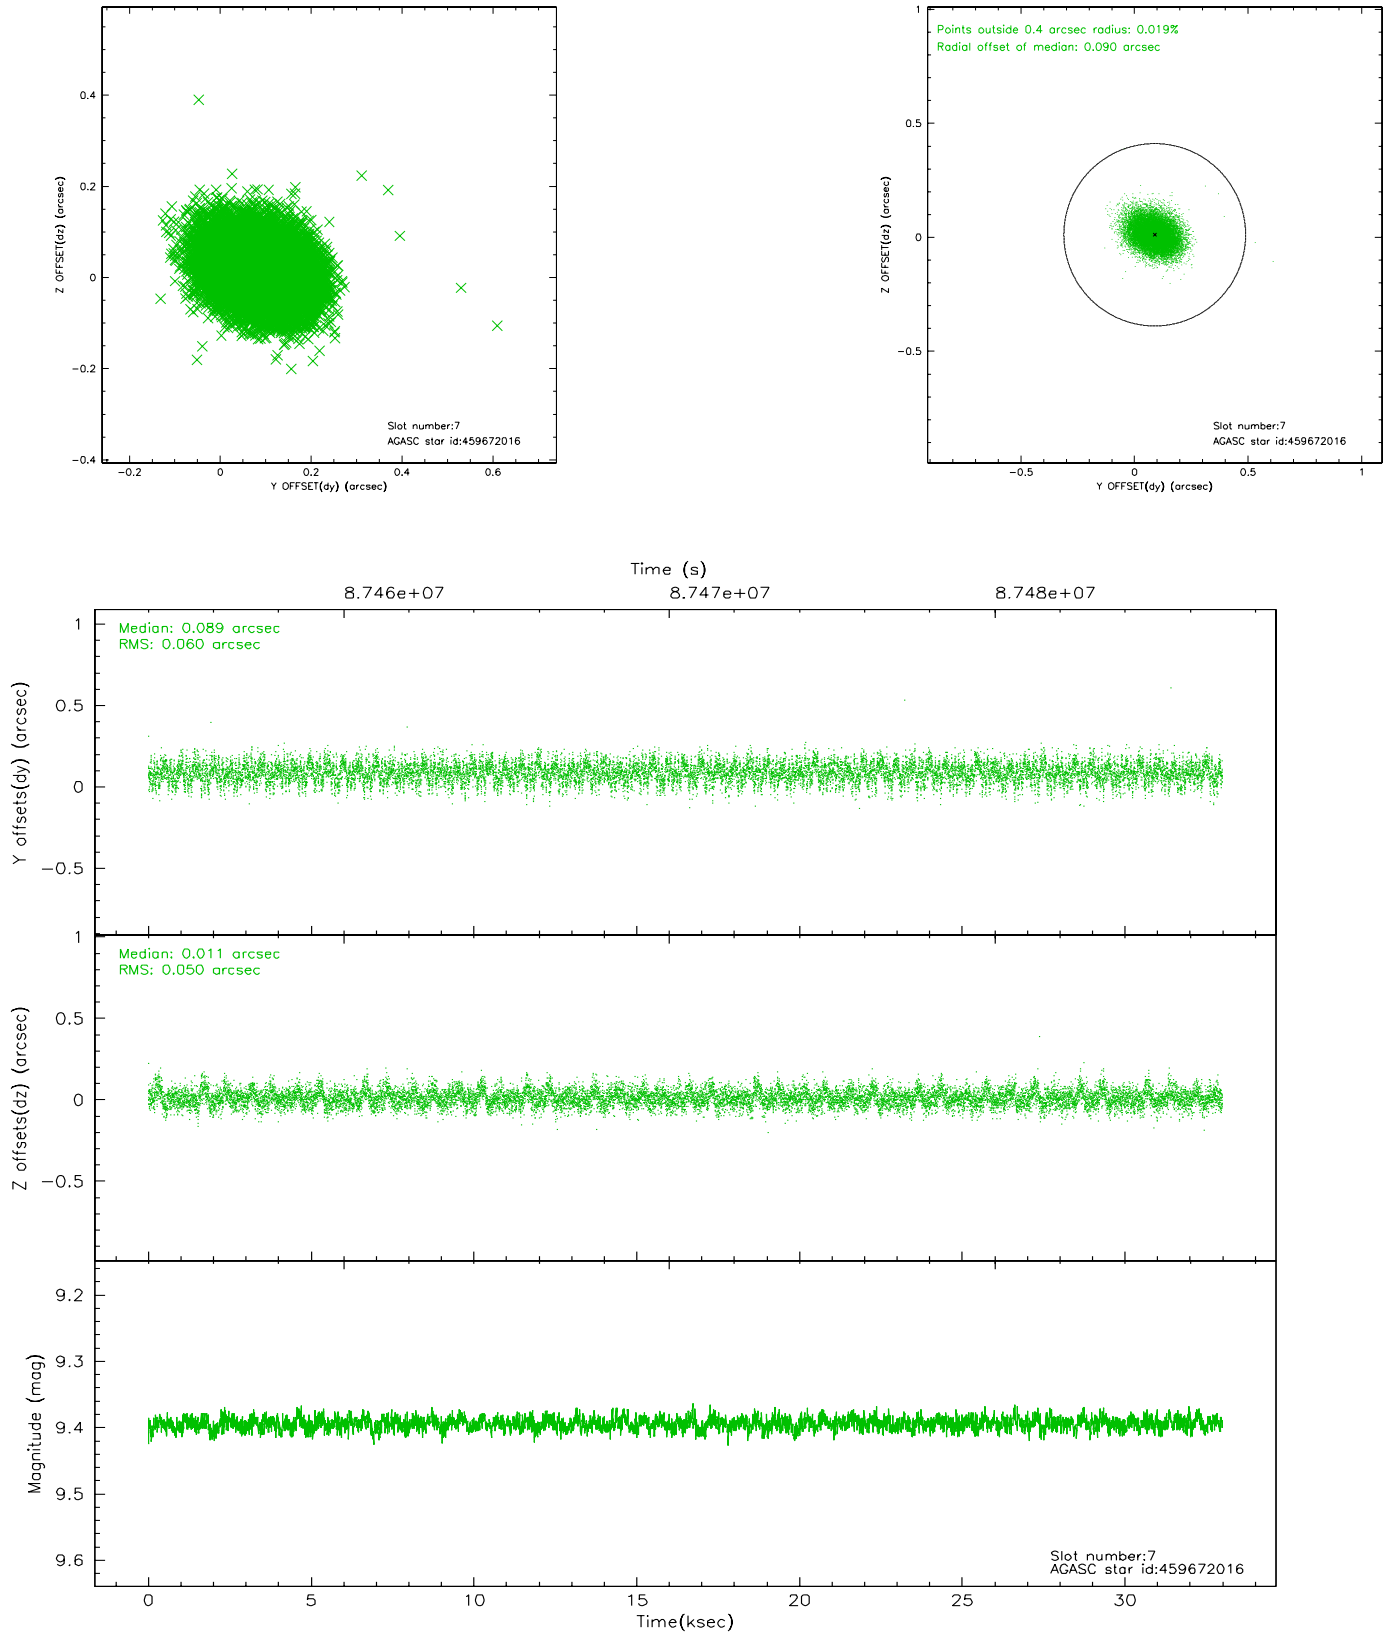 0.4
0.2
0
−0.2
−0.4
Z OFFSET(dz) (arcsec)
Slot number:7
AGASC star id:459672016
−0.2
0
0.2
0.4
0.6
Y OFFSET(dy) (arcsec)
Points outside 0.4 arcsec radius: 0.019%
Radial offset of median: 0.090 arcsec
1
0.5
0
−0.5
Z OFFSET(dz) (arcsec)
Slot number:7
AGASC star id:459672016
−0.5
0
0.5
1
Y OFFSET(dy) (arcsec)
Time (s)
8.746e+07
8.747e+07
8.748e+07
Median: 0.089 arcsec
RMS: 0.060 arcsec
1
0.5
0
−0.5
Y offsets(dy) (arcsec)
Median: 0.011 arcsec
RMS: 0.050 arcsec
1
0.5
0
−0.5
Z offsets(dz) (arcsec)
9.2
9.3
9.4
9.5
9.6
Magnitude (mag)
Slot number:7
AGASC star id:459672016
0
5
10
15
20
25
30
Time(ksec)